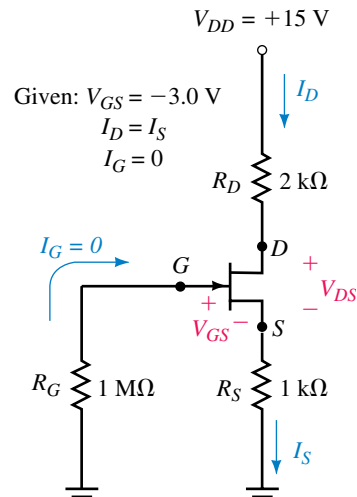 V_DD = +15 V
I_D
Given: V_GS = −3.0 V
I_D = I_S
I_G = 0
R_D 2 kΩ
D
I_G = 0
G
+
V_DS
−
+
V_GS −
S
R_G 1 MΩ
R_S 1 kΩ
I_S